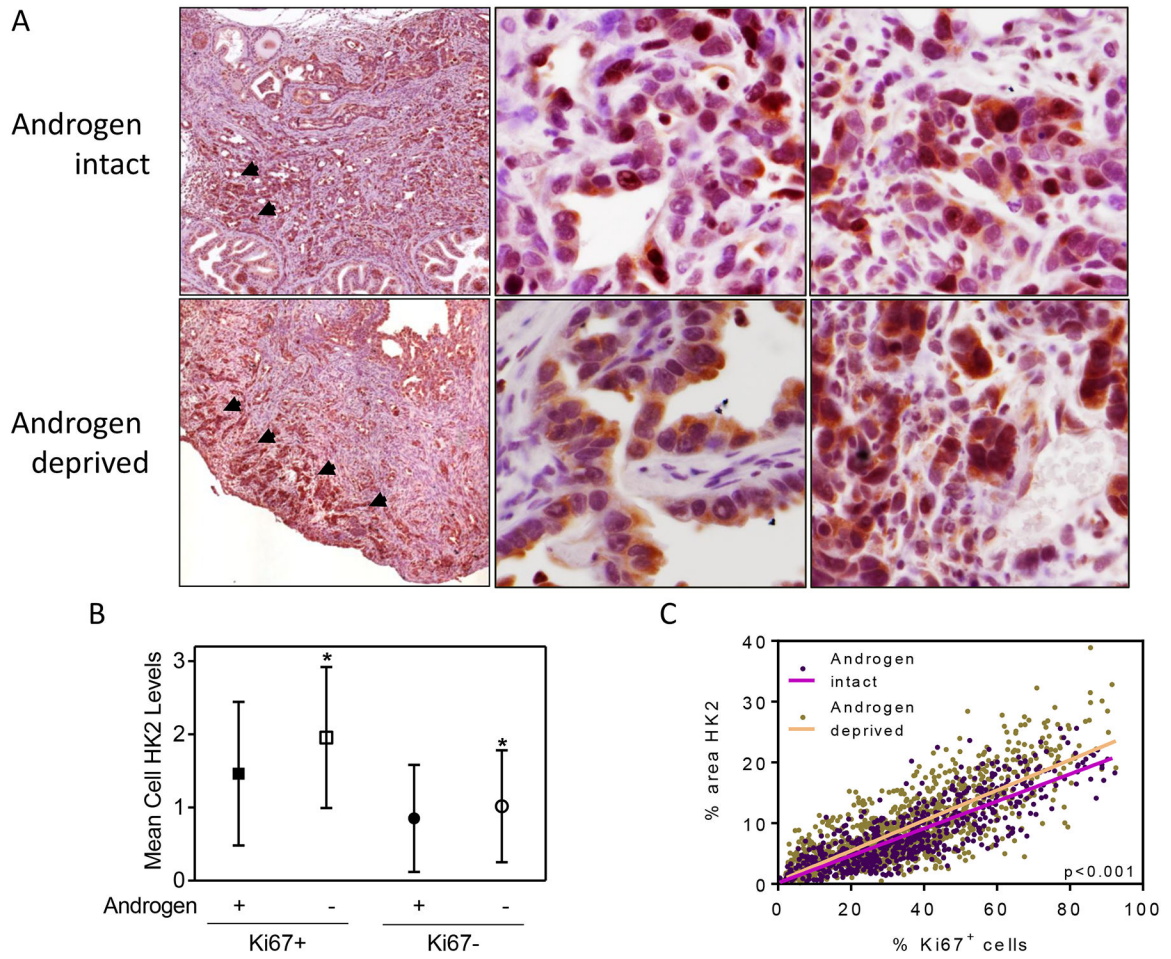 A
Androgen
intact
Androgen
deprived
B
Mean Cell HK2 Levels
3
2
1
0
*
*
Androgen + - + -
Ki67+ Ki67-
C
% area HK2
40
30
20
10
0
Androgen
intact
Androgen
deprived
p<0.001
0 20 40 60 80 100
% Ki67+ cells